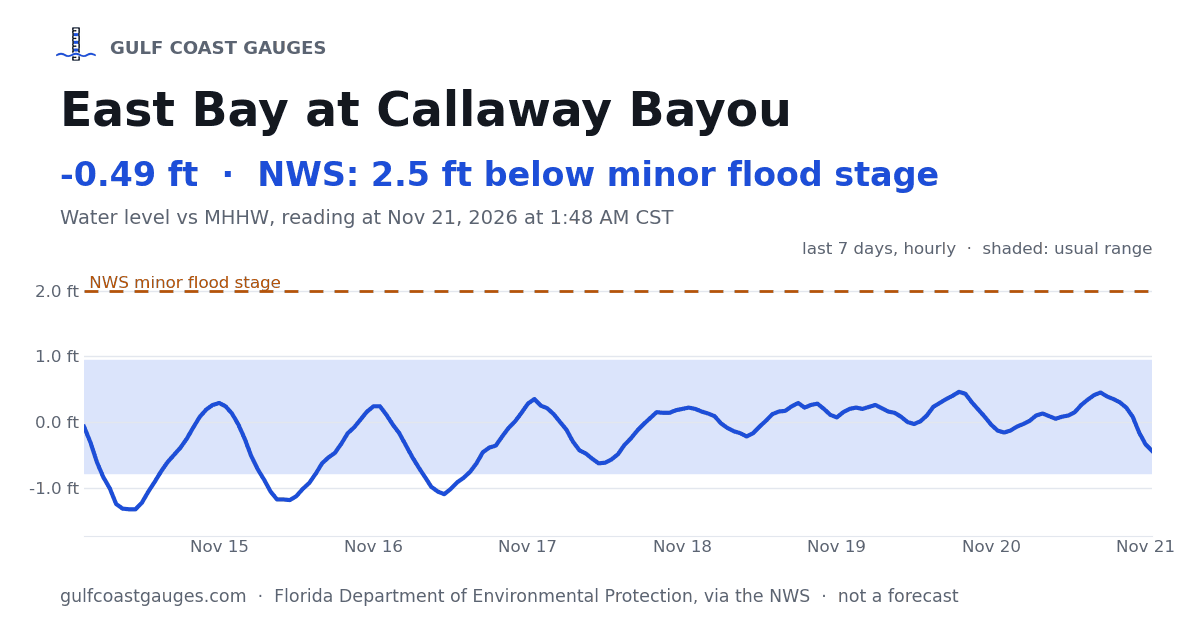 GULF COAST GAUGES
East Bay at Callaway Bayou
-0.49 ft · NWS: 2.5 ft below minor flood stage
Water level vs MHHW, reading at Nov 21, 2026 at 1:48 AM CST
last 7 days, hourly · shaded: usual range
NWS minor flood stage
2.0 ft
1.0 ft
0.0 ft
-1.0 ft
Nov 15 Nov 16 Nov 17 Nov 18 Nov 19 Nov 20 Nov 21
gulfcoastgauges.com · Florida Department of Environmental Protection, via the NWS · not a forecast